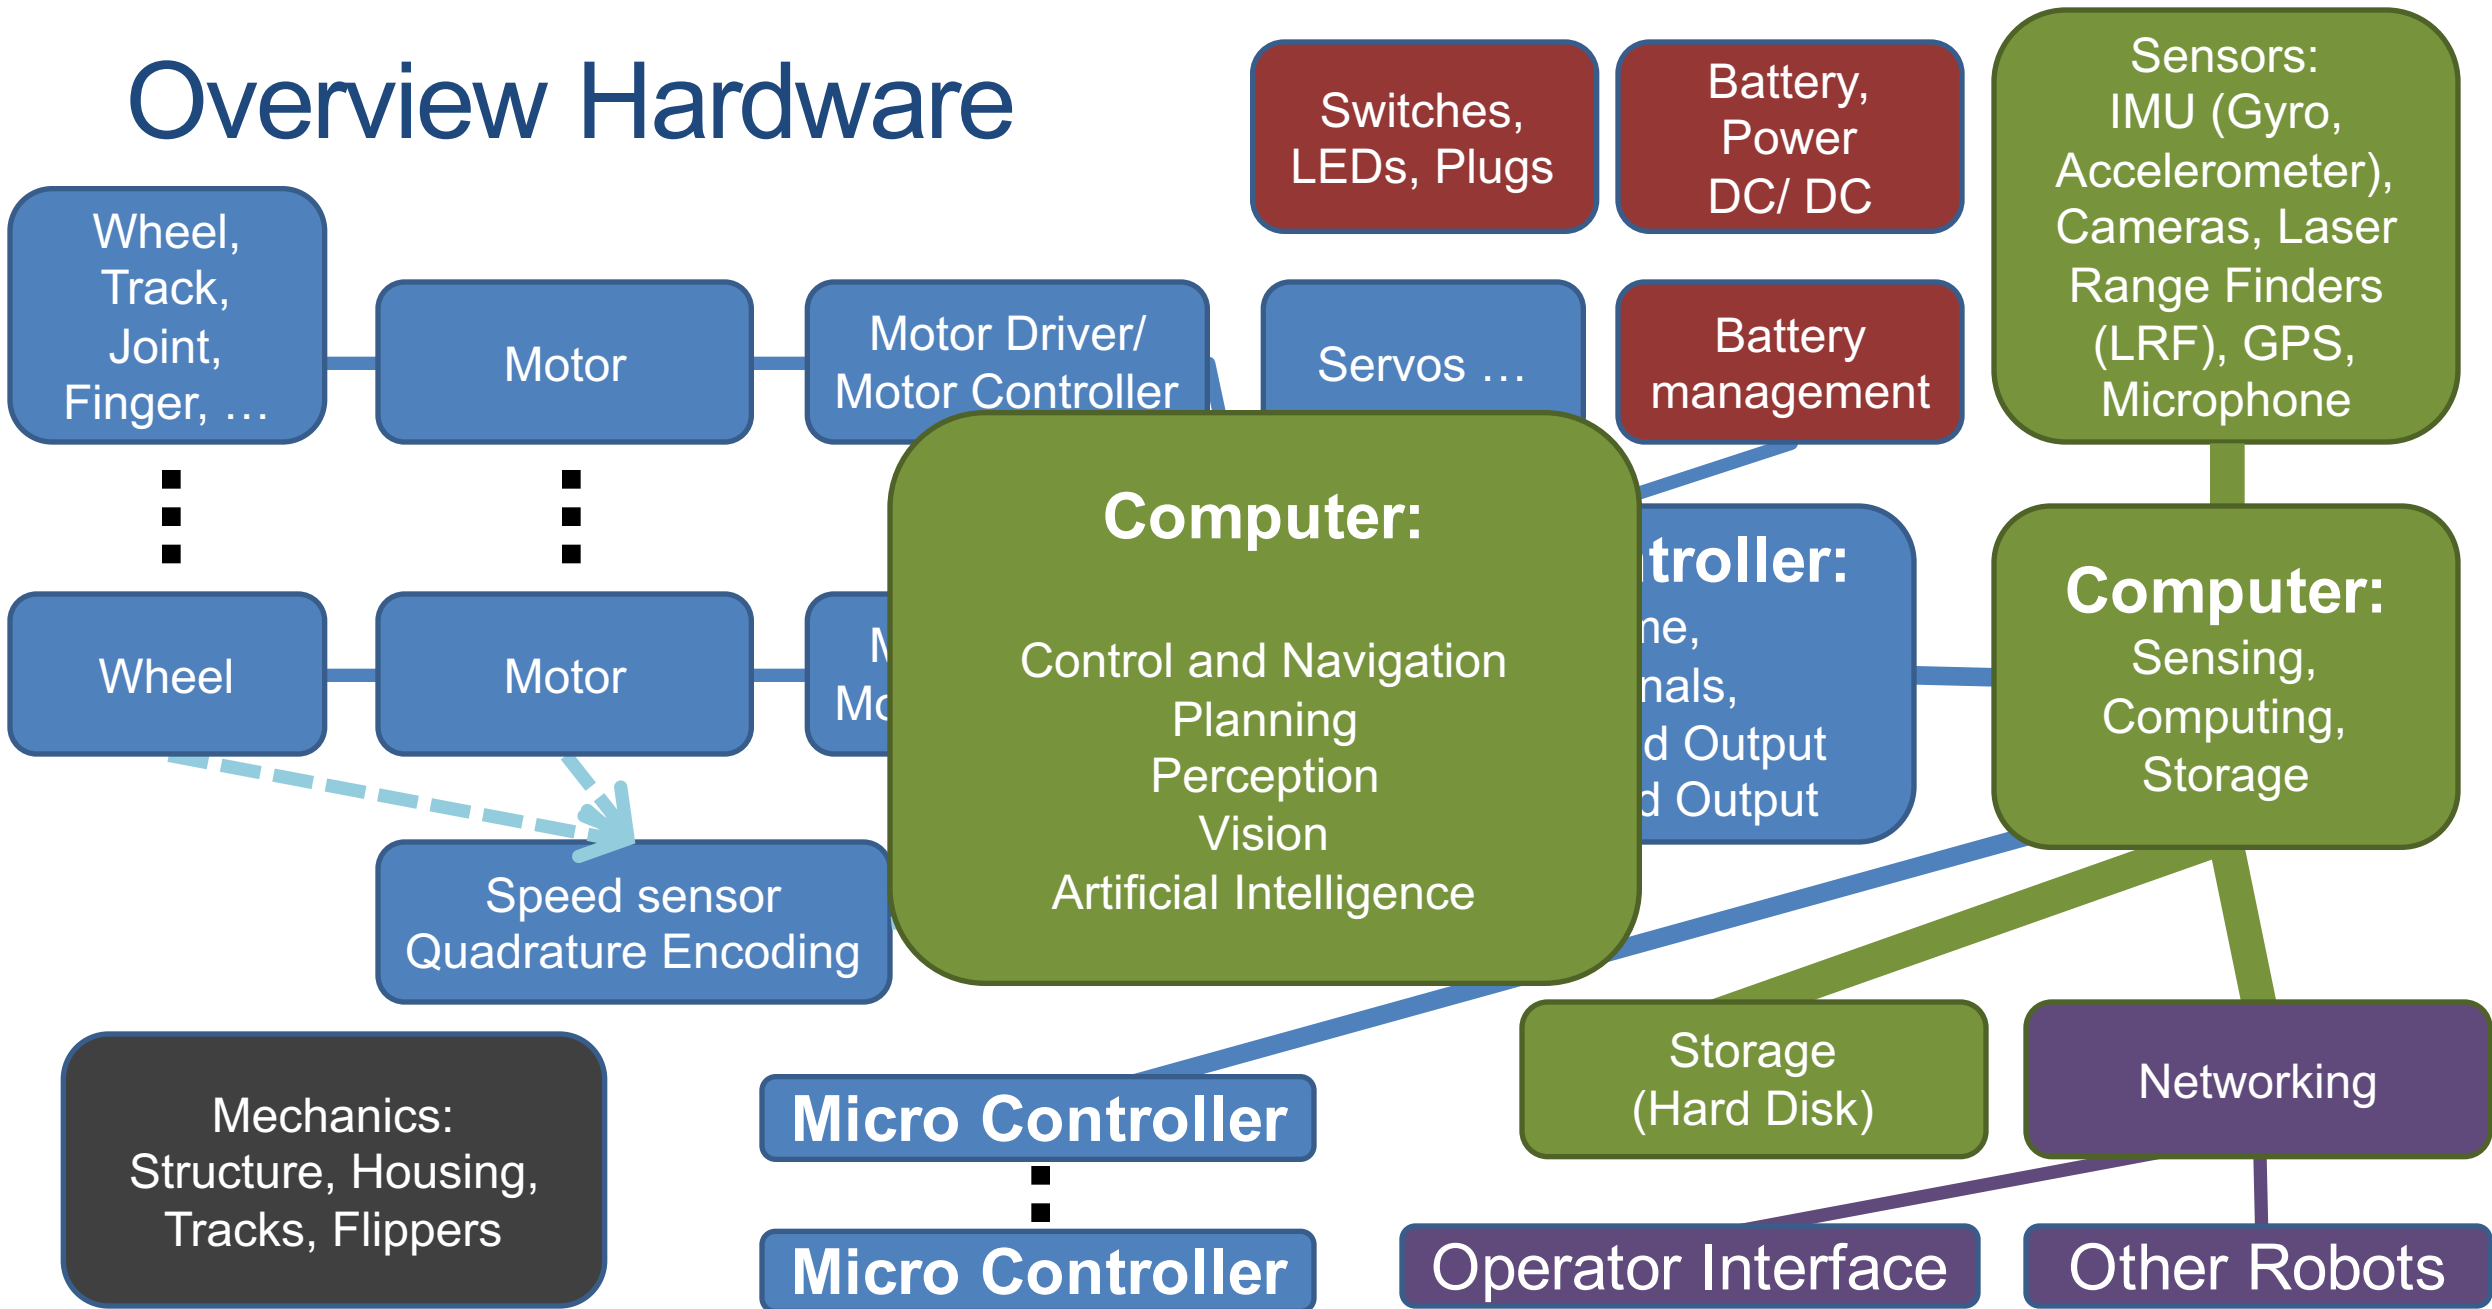 Overview Hardware
Switches,
LEDs, Plugs
Battery,
Power
DC/ DC
Sensors:
IMU (Gyro,
Accelerometer),
Cameras, Laser
Range Finders
(LRF), GPS,
Microphone
Wheel,
Track,
Joint,
Finger, …
Motor
Motor Driver/
Motor Controller
Servos …
Battery
management
Computer:
Control and Navigation
Planning
Perception
Vision
Artificial Intelligence
troller:
d Output
d Output
Computer:
Sensing,
Computing,
Storage
Wheel
Motor
Speed sensor
Quadrature Encoding
Mechanics:
Structure, Housing,
Tracks, Flippers
Micro Controller
Micro Controller
Storage
(Hard Disk)
Networking
Operator Interface
Other Robots